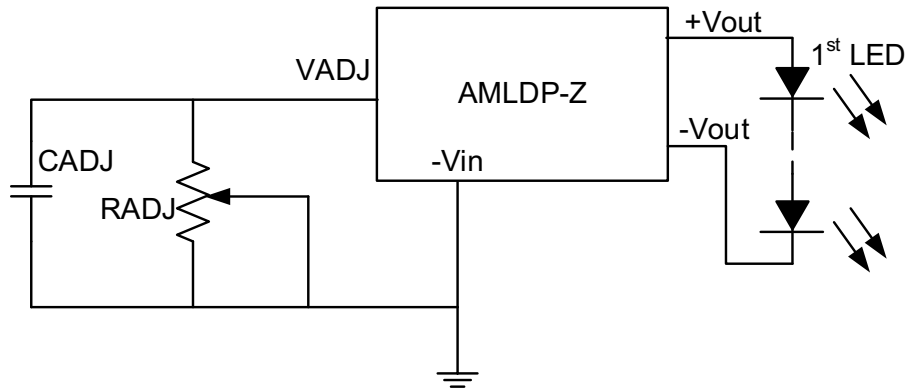 +Vout
1st LED
VADJ
AMLDP-Z
-Vout
-Vin
CADJ
RADJ